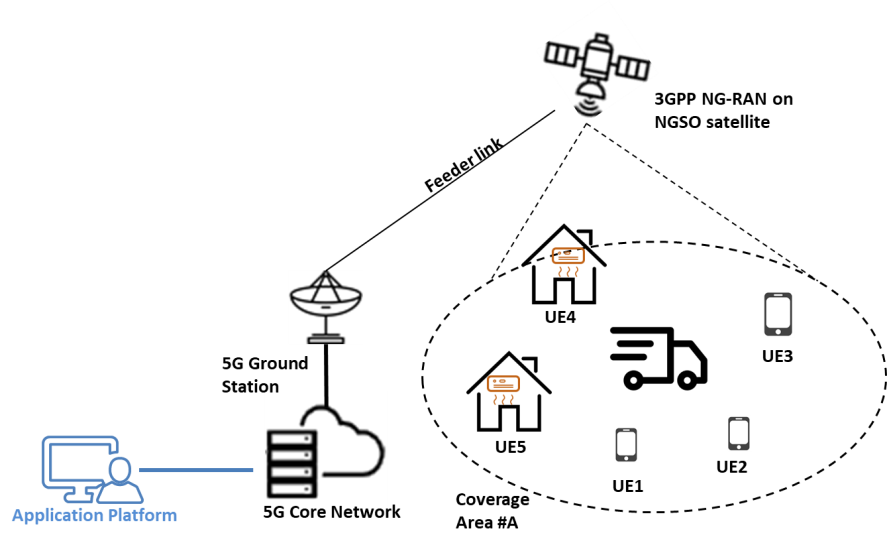 3GPP NG-RAN on
NGSO satellite
Feeder link
UE4
UE3
5G Ground
Station
UE5
UE2
UE1
Coverage
Area #A
5G Core Network
Application Platform